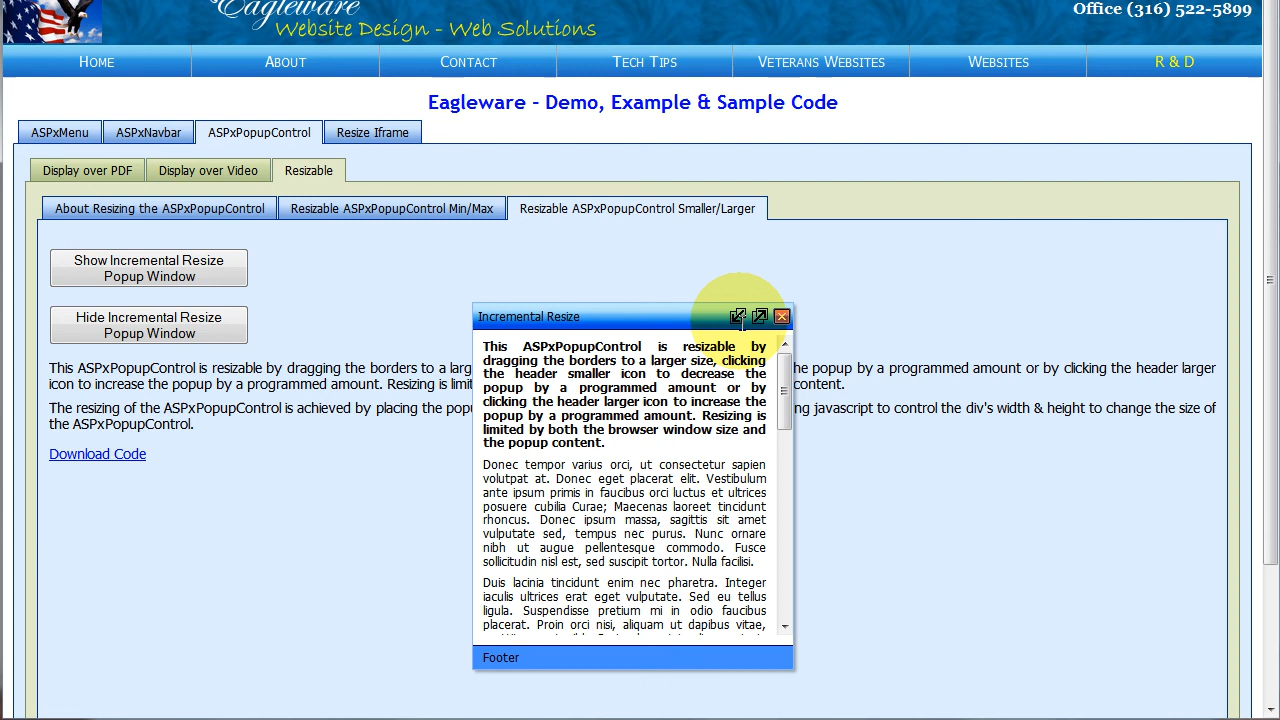 Eagleware
Office (316) 522-5899
Website Design - Web Solutions
HOME ABOUT CONTACT TECH TIPS VETERANS WEBSITES WEBSITES R & D
Eagleware - Demo, Example & Sample Code
ASPxMenu ASPxNavbar ASPxPopupControl Resize Iframe
Display over PDF Display over Video Resizable
About Resizing the ASPxPopupControl Resizable ASPxPopupControl Min/Max Resizable ASPxPopupControl Smaller/Larger
Show Incremental Resize
Popup Window
Hide Incremental Resize
Popup Window
This ASPxPopupControl is resizable by dragging the borders to a larg
he popup by a programmed amount or by clicking the header larger
icon to increase the popup by a programmed amount. Resizing is limit
content.
The resizing of the ASPxPopupControl is achieved by placing the popu
ng javascript to control the div's width & height to change the size of
the ASPxPopupControl.
Download Code
Incremental Resize
This ASPxPopupControl is resizable by
dragging the borders to a larger size, clicking
the header smaller icon to decrease the
popup by a programmed amount or by
clicking the header larger icon to increase the
popup by a programmed amount. Resizing is
limited by both the browser window size and
the popup content.
Donec tempor varius orci, ut consectetur sapien
volutpat at. Donec eget placerat elit. Vestibulum
ante ipsum primis in faucibus orci luctus et ultrices
posuere cubilia Curae; Maecenas laoreet tincidunt
rhoncus. Donec ipsum massa, sagittis sit amet
vulputate sed, tempus nec purus. Nunc ornare
nibh ut augue pellentesque commodo. Fusce
sollicitudin nisl est, sed suscipit tortor. Nulla facilisi.
Duis lacinia tincidunt enim nec pharetra. Integer
iaculis ultrices erat eget vulputate. Sed eu tellus
ligula. Suspendisse pretium mi in odio faucibus
placerat. Proin orci nisi, aliquam ut dapibus vitae,
Footer